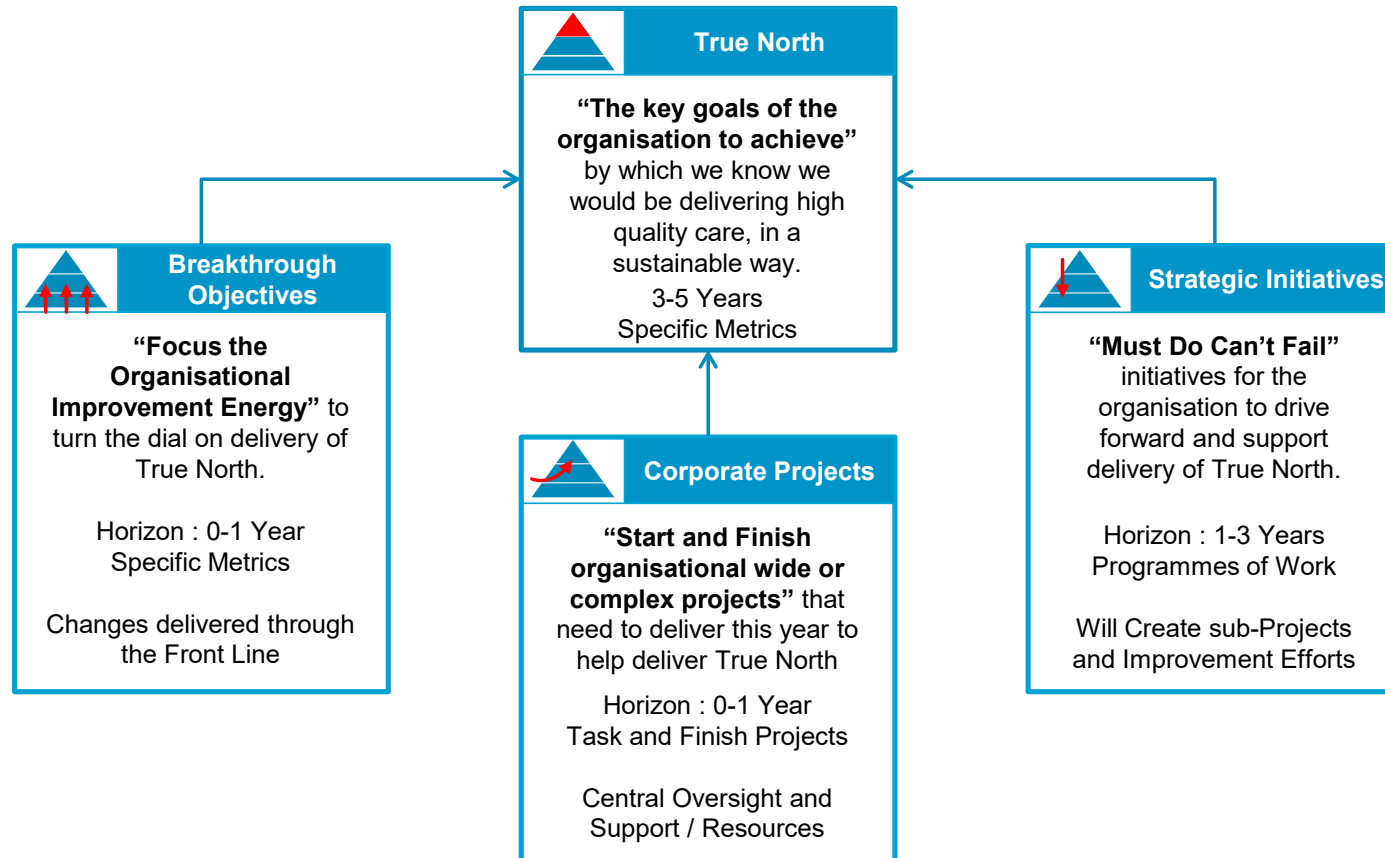 True North
“The key goals of the
organisation to achieve”
by which we know we
would be delivering high
quality care, in a
sustainable way.
3-5 Years
Specific Metrics
Breakthrough
Objectives
“Focus the
Organisational
Improvement Energy” to
turn the dial on delivery of
True North.
Horizon : 0-1 Year
Specific Metrics
Changes delivered through
the Front Line
Corporate Projects
“Start and Finish
organisational wide or
complex projects” that
need to deliver this year to
help deliver True North
Horizon : 0-1 Year
Task and Finish Projects
Central Oversight and
Support / Resources
Strategic Initiatives
“Must Do Can’t Fail”
initiatives for the
organisation to drive
forward and support
delivery of True North.
Horizon : 1-3 Years
Programmes of Work
Will Create sub-Projects
and Improvement Efforts